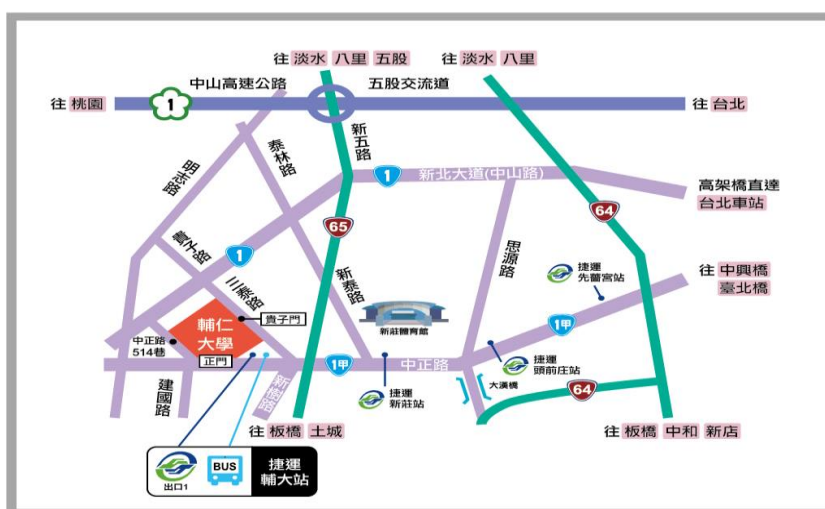 往 淡水 八里 五股
往 淡水 八里
中山高速公路
五股交流道
往 桃園
1
往 台北
新五路
泰林路
明志路
1
新北大道(中山路)
高架橋直達
台北車站
64
65
貴子路
1
思源路
捷運
先嗇宮站
往 中興橋
臺北橋
三泰路
新泰路
新莊體育館
輔仁
大學
貴子門
1甲
中正路
514巷
正門
1甲
中正路
捷運
頭前庄站
大漢橋
64
建國路
新樹路
捷運
新莊站
往 板橋 土城
往 板橋 中和 新店
出口1
BUS
捷運
輔大站